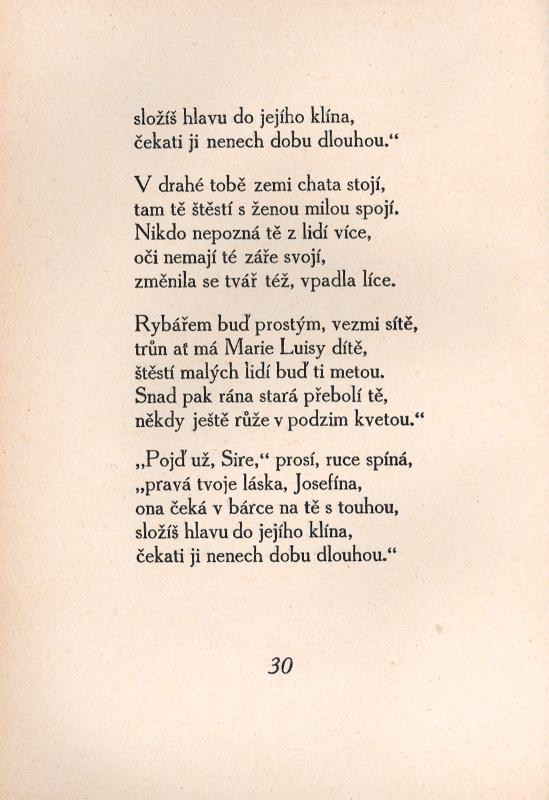 složíš hlavu do jejího klína,
čekati ji nenech dobu dlouhou.“
V drahé tobě zemi chata stojí,
tam tě štěstí s ženou milou spojí.
Nikdo nepozná tě z lidí více,
oči nemají té záře svojí,
změnila se tvář též, vpadla líce.
Rybářem buď prostým, vezmi sítě,
trůn ať má Marie Luisy dítě,
štěstí malých lidí buď ti metou.
Snad pak rána stará přebolí tě,
někdy ještě růže v podzim kvetou.“
„Pojď už, Sire,“ prosí, ruce spíná,
„pravá tvoje láska, Josefína,
ona čeká v bárce na tě s touhou,
složíš hlavu do jejího klína,
čekati ji nenech dobu dlouhou.“
30